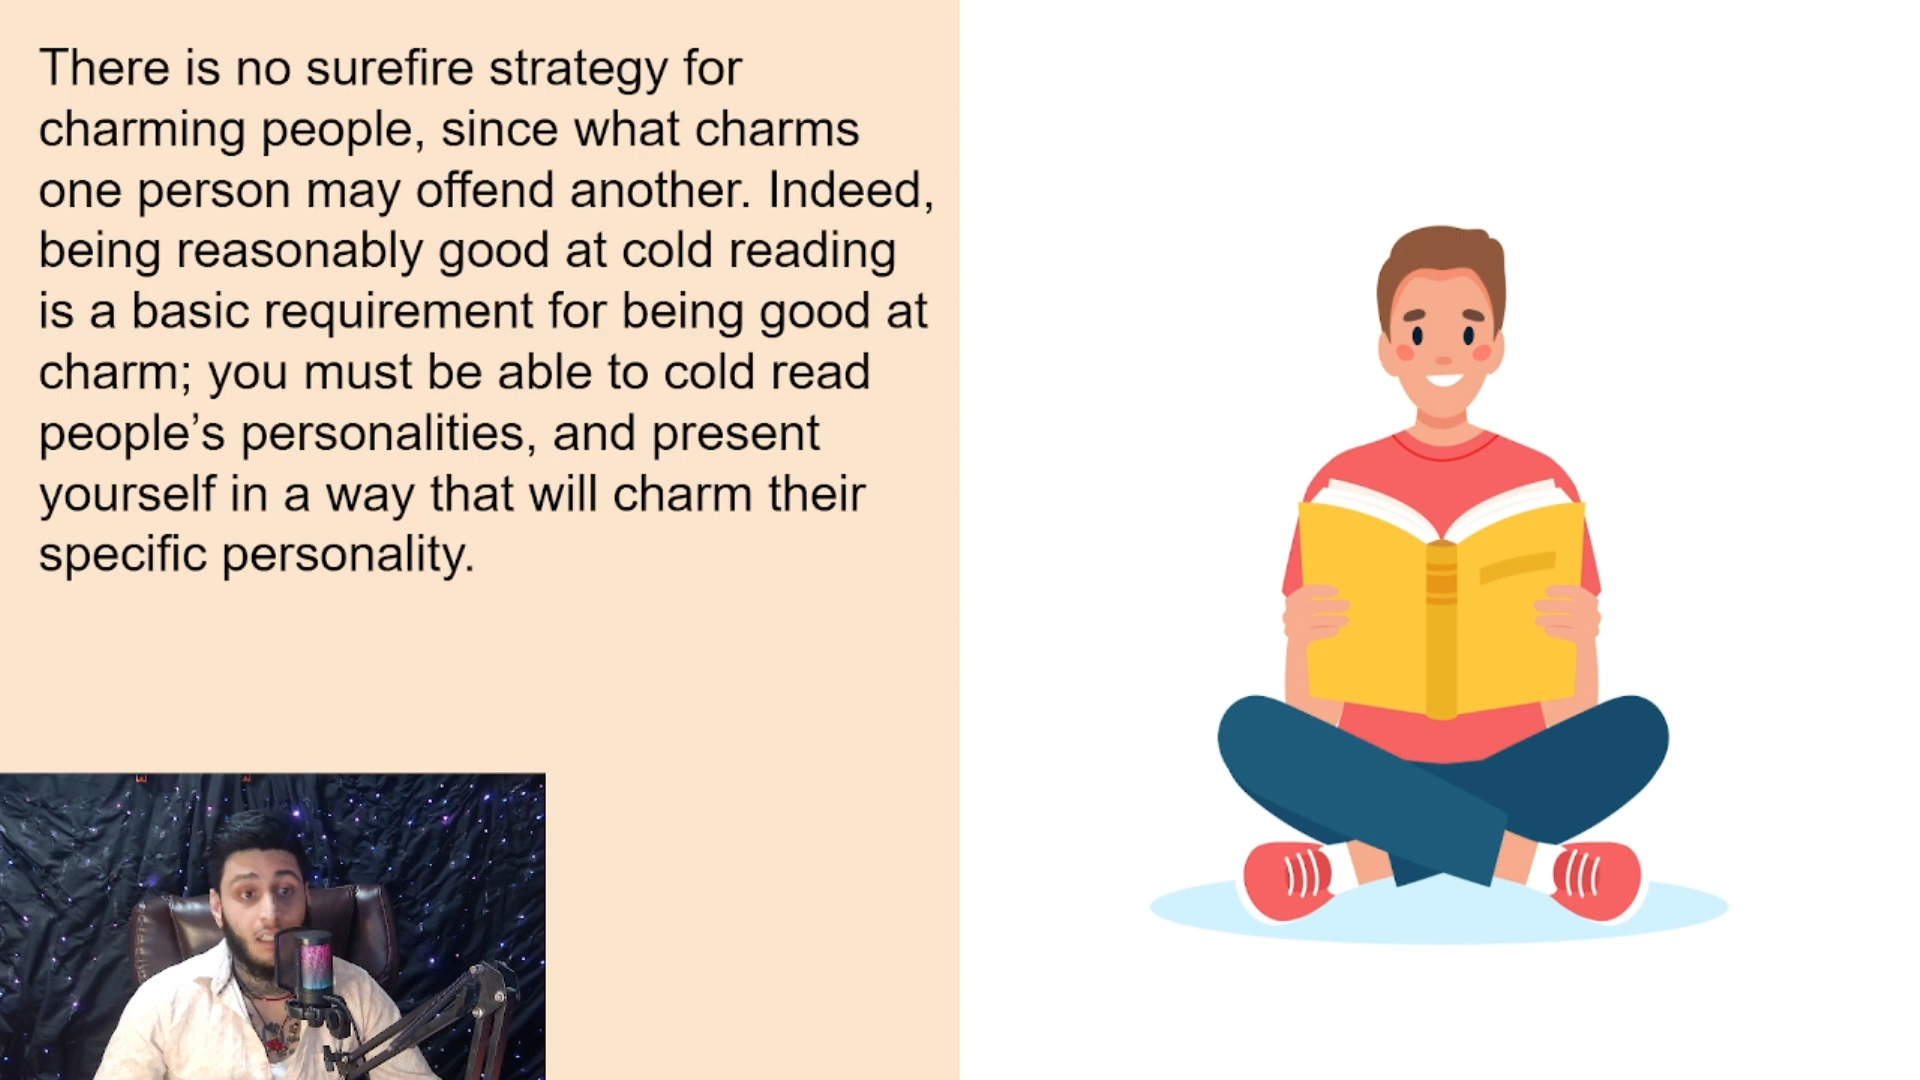 There is no surefire strategy for
charming people, since what charms
one person may offend another. Indeed,
being reasonably good at cold reading
is a basic requirement for being good at
charm; you must be able to cold read
people’s personalities, and present
yourself in a way that will charm their
specific personality.